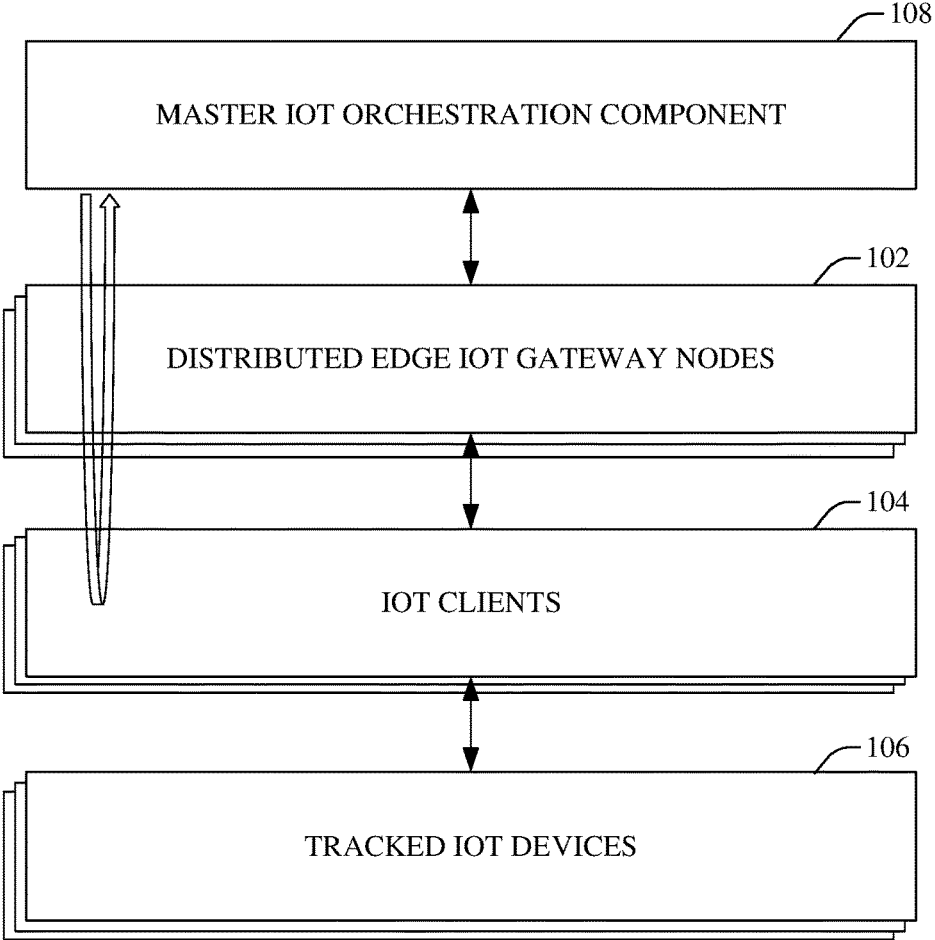 108
MASTER IOT ORCHESTRATION COMPONENT
102
DISTRIBUTED EDGE IOT GATEWAY NODES
104
IOT CLIENTS
106
TRACKED IOT DEVICES